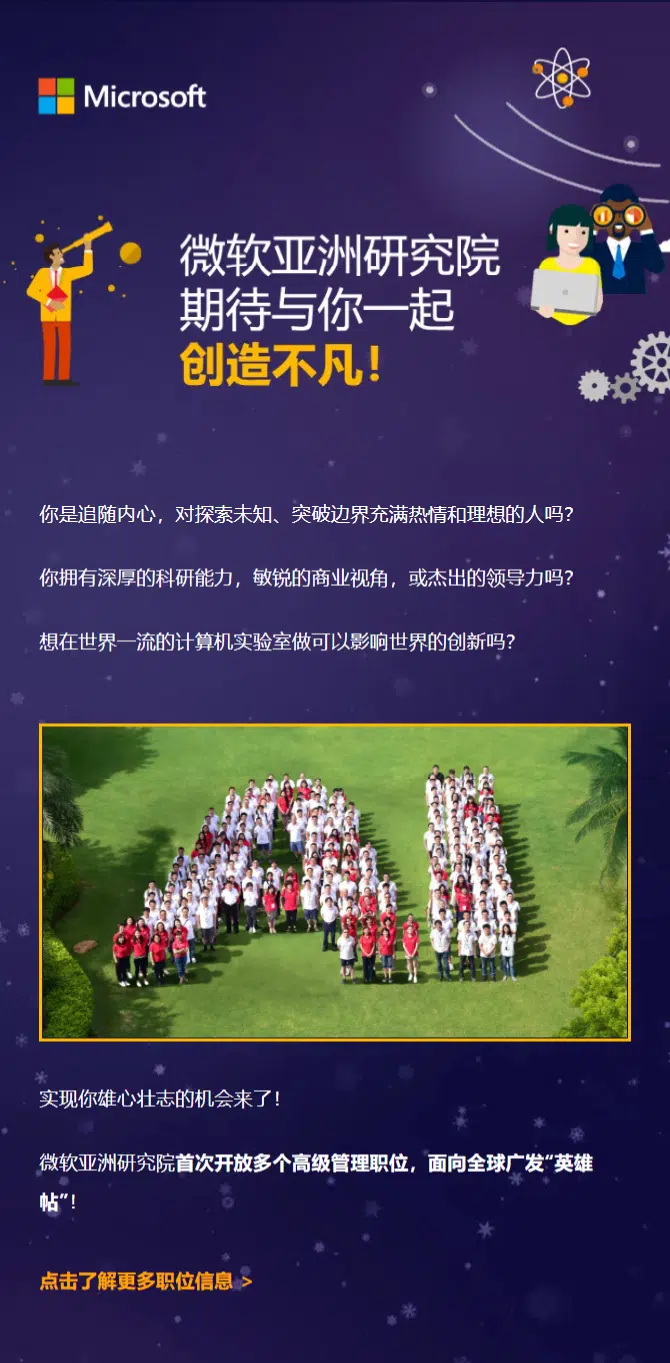 Microsoft
微软亚洲研究院
期待与你一起
创造不凡!
你是追随内心，对探索未知、突破边界充满热情和理想的人吗?
你拥有深厚的科研能力，敏锐的商业视角，或杰出的领导力吗?
想在世界一流的计算机实验室做可以影响世界的创新吗?
AI
实现你雄心壮志的机会来了!
微软亚洲研究院首次开放多个高级管理职位，面向全球广发“英雄
帖”!
点击了解更多职位信息 >